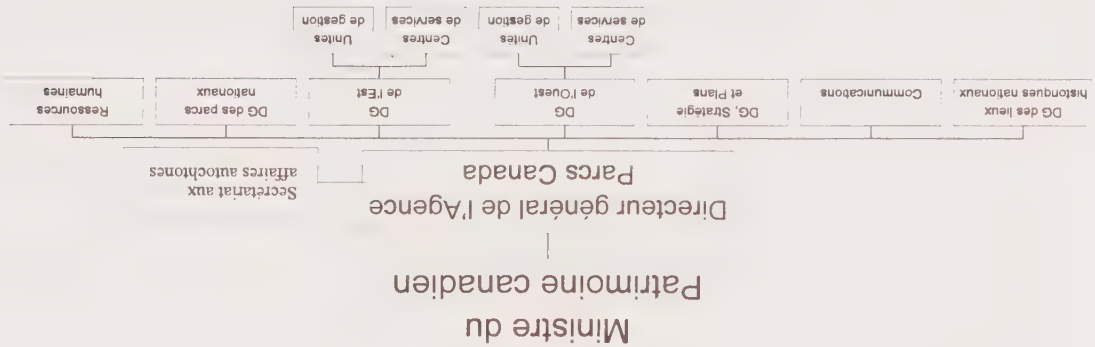 Ministre du
Patrimoine canadien
Directeur général de l'Agence
Parcs Canada
Secrétariat aux
affaires autochtones
DG des lieux
historiques nationaux
Communications
DG, Stratégie
et Plans
DG
de l'Ouest
DG
de l'Est
DG des parcs
nationaux
Ressources
humaines
Centres
de services
Unités
de gestion
Centres
de services
Unités
de gestion